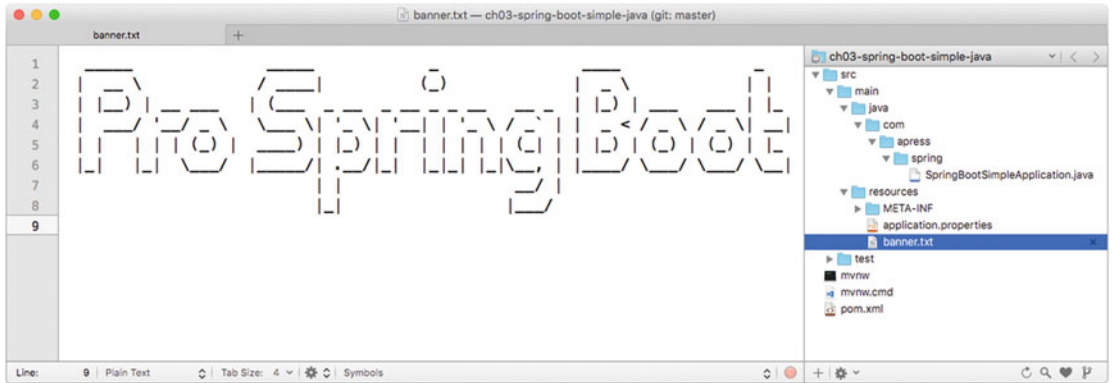 banner.txt — ch03-spring-boot-simple-java (git: master)
banner.txt
+
1
2
3
4
5
6
7
8
9
Pro Spring Boot
ch03-spring-boot-simple-java
src
main
java
com
apress
spring
SpringBootSimpleApplication.java
resources
META-INF
application.properties
banner.txt
test
mvnw
mvnw.cmd
pom.xml
Line: 9 Plain Text Tab Size: 4 Symbols